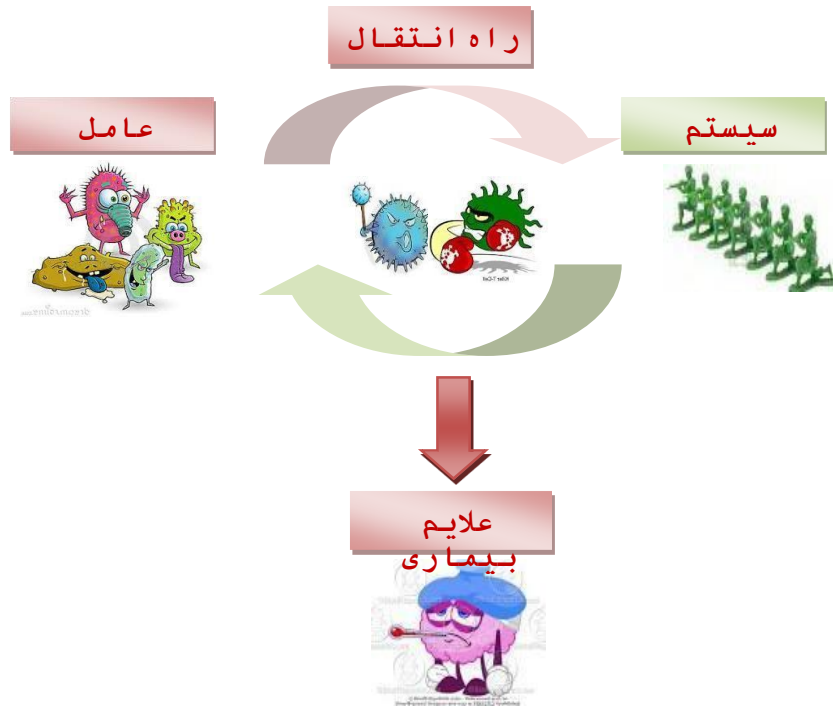 راه انتقال
عامل
سیستم
علایم
بیماری